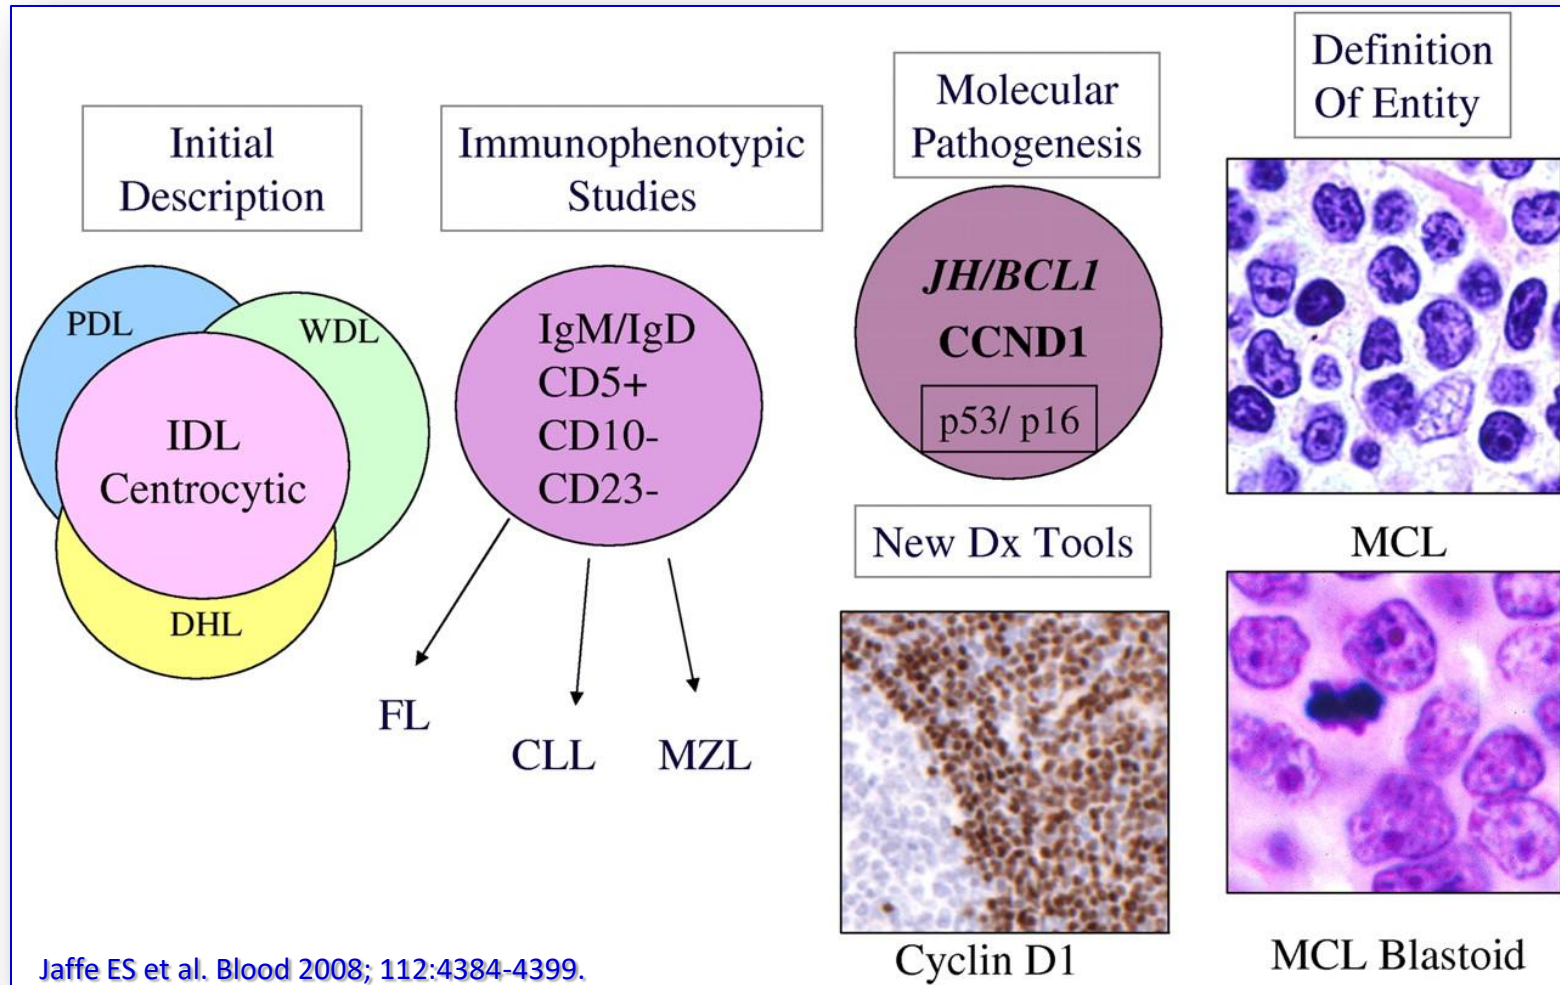 Initial
Description
PDL
WDL
IDL
Centrocytic
DHL
Immunophenotypic
Studies
IgM/IgD
CD5+
CD10-
CD23-
FL
CLL
MZL
Molecular
Pathogenesis
JH/BCL1
CCND1
p53/ p16
New Dx Tools
Cyclin D1
Definition
Of Entity
MCL
MCL Blastoid
Jaffe ES et al. Blood 2008; 112:4384-4399.